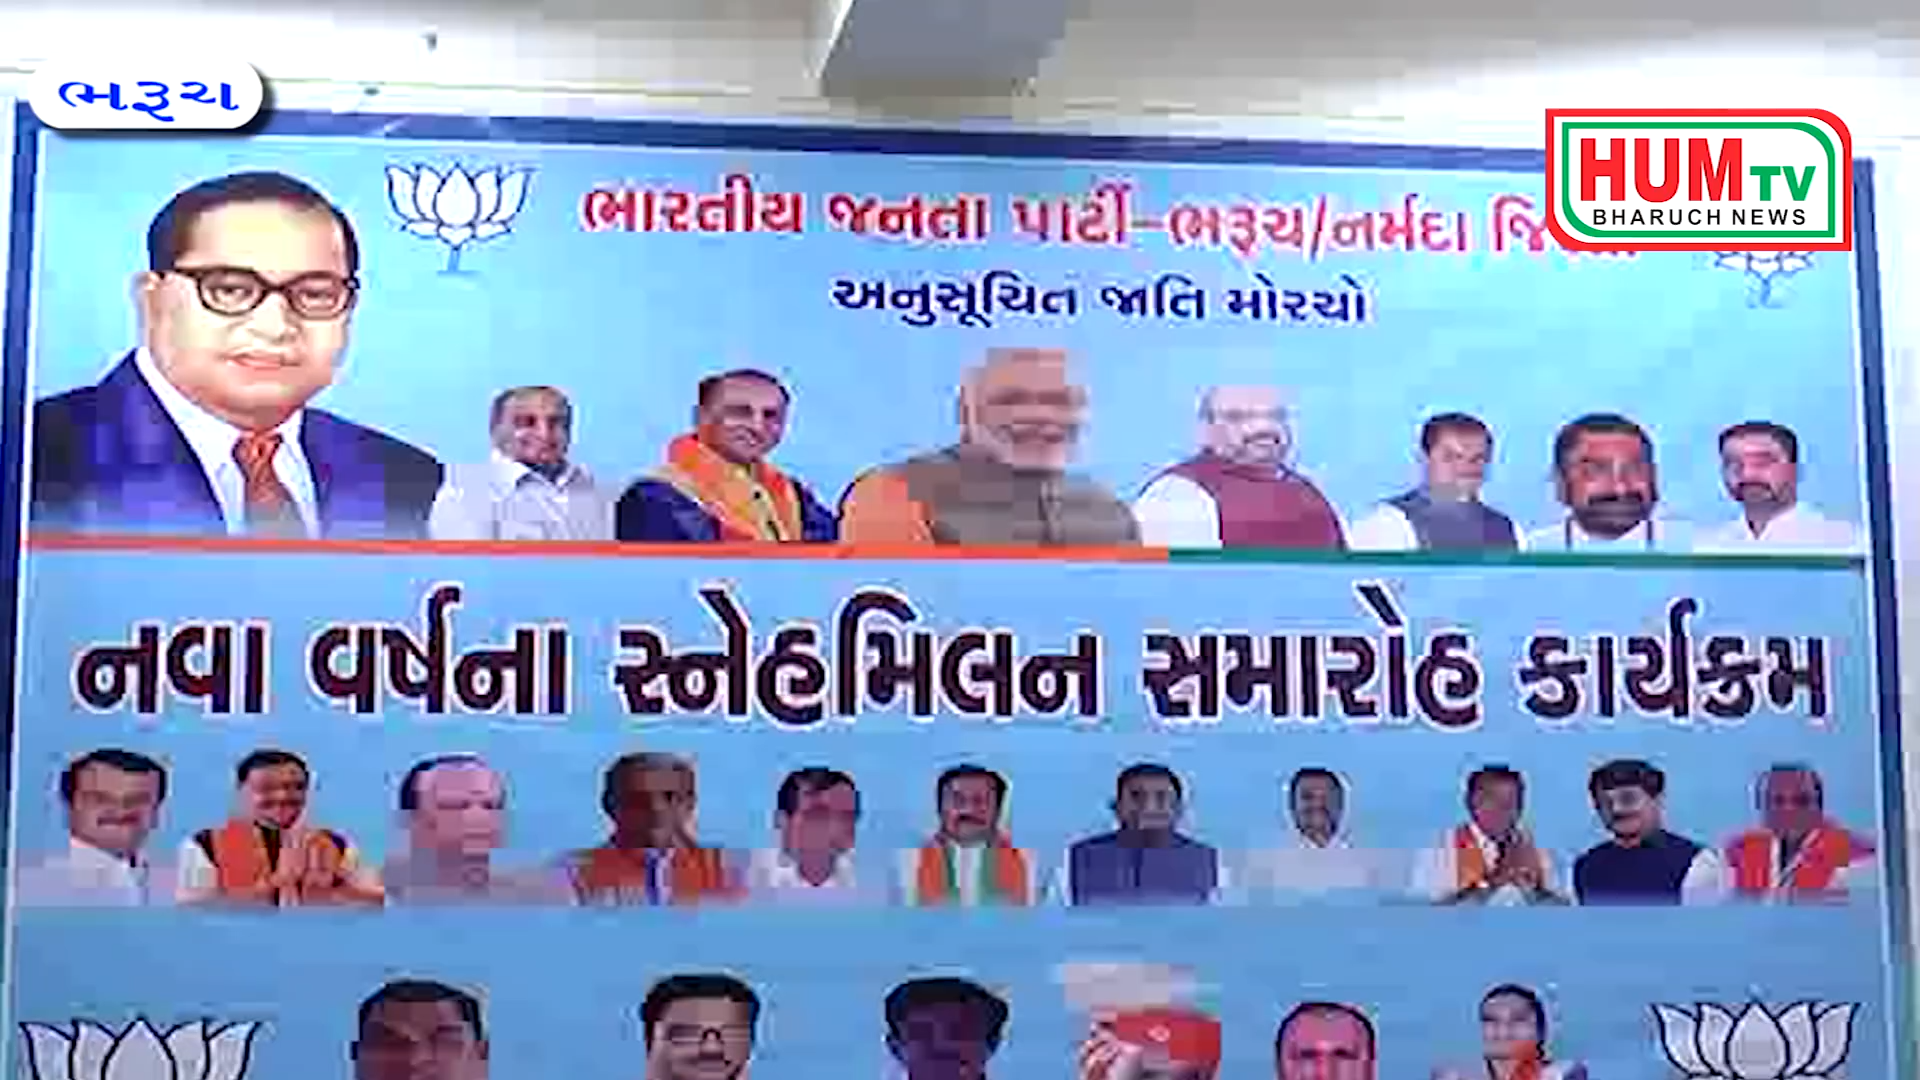 ભરૂચ
HUM TV
BHARUCH NEWS
ભારતીય જનતા પાર્ટી-ભરૂચ/નર્મદા
અનુસૂચિત જાતિ મોરચો
નવા વર્ષના સ્નેહમિલન સમારોહ કાર્યક્રમ